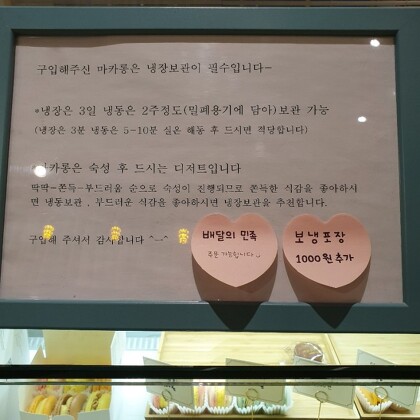 구입해주신 마카롱은 냉장보관이 필수입니다~
*냉장은 3일 냉동은 2주정도(밀폐용기에 담아)보관 가능
(냉장은 3분 냉동은 5~10분 실온 해동 후 드시면 적당합니다)
마카롱은 숙성 후 드시는 디저트입니다
딱딱-쫀득-부드러움 순으로 숙성이 진행되므로 쫀득한 식감을 좋아하시
면 냉동보관 , 부드러운 식감을 좋아하시면 냉장보관을 추천합니다.
구입해 주셔서 감사합니다 ^-^
배달의 민족
주문 가능합니다
보냉포장
1000원 추가